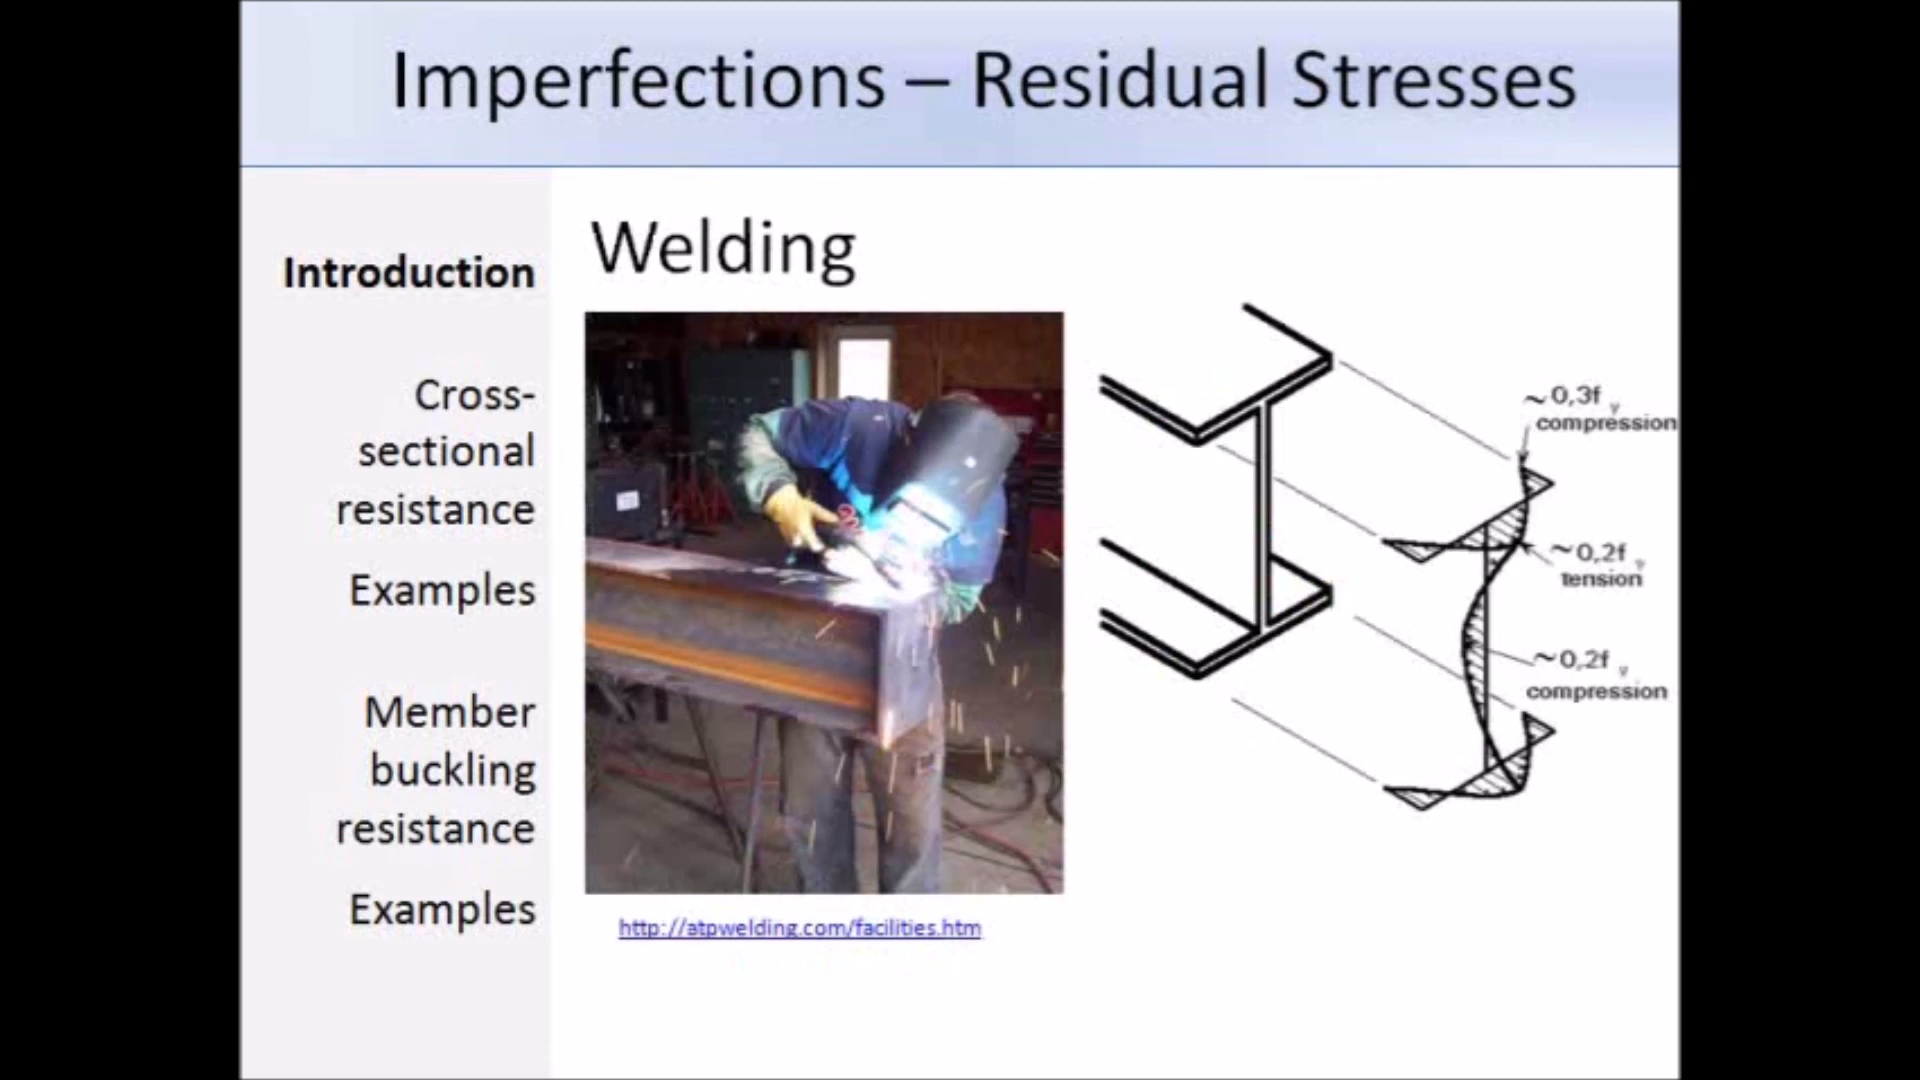 Imperfections – Residual Stresses
Introduction
Cross-
sectional
resistance
Examples
Member
buckling
resistance
Examples
Welding
http://atpwelding.com/facilities.htm
~0,3f y
compression
~0,2f y
tension
~0,2f y
compression